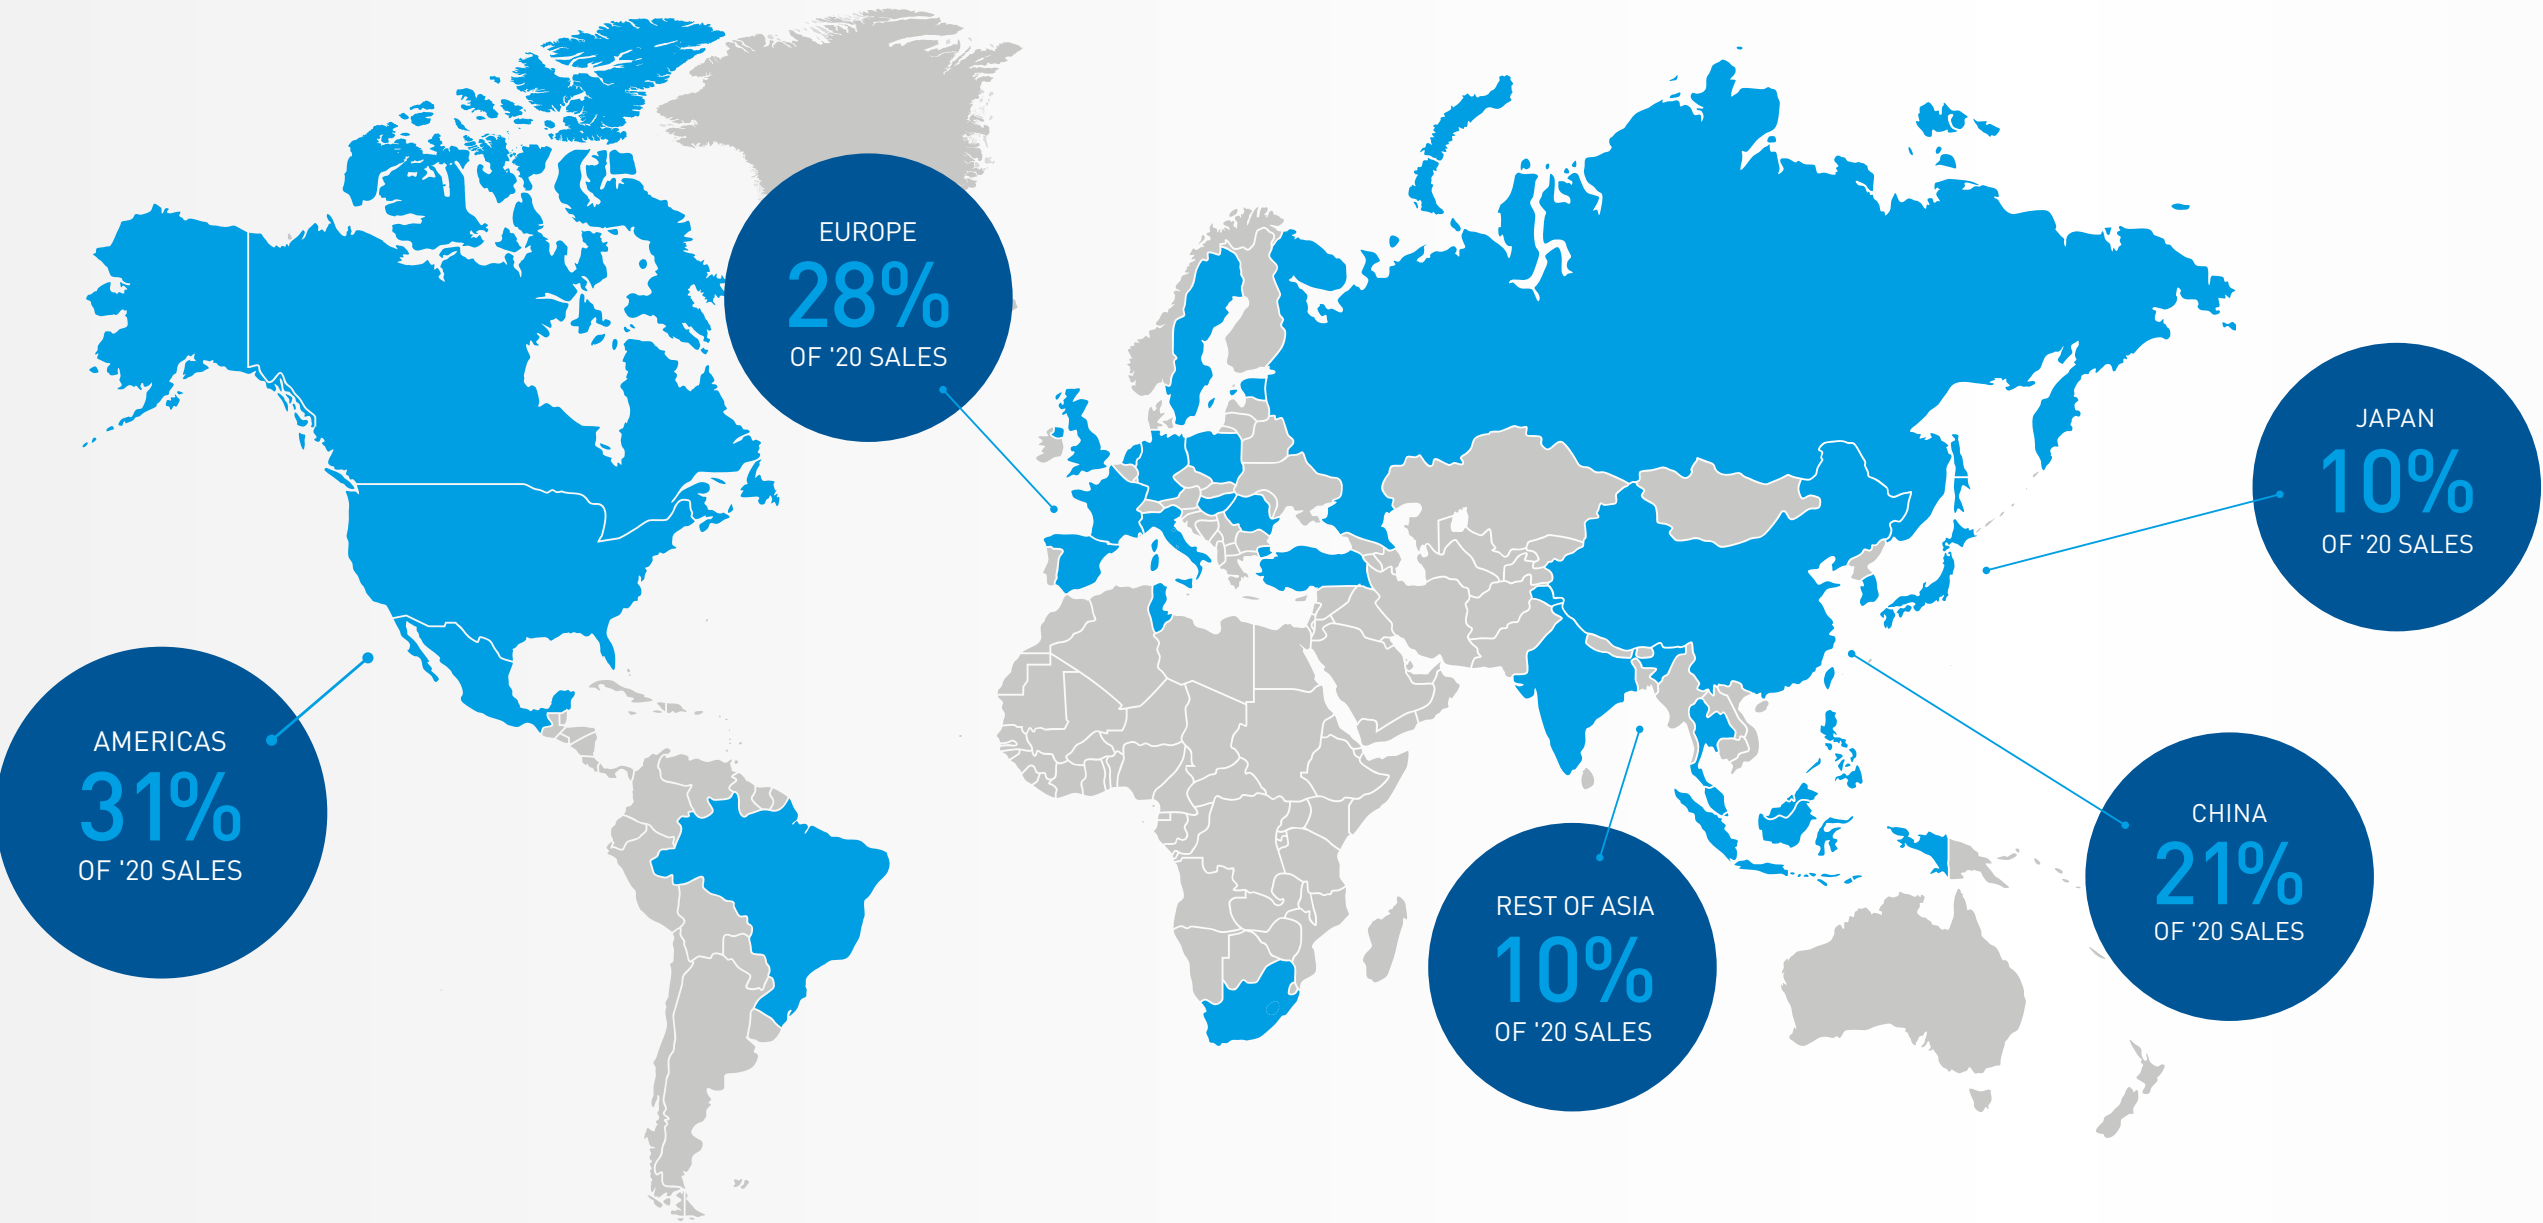 EUROPE
28%
OF '20 SALES
JAPAN
10%
OF '20 SALES
AMERICAS
31%
OF '20 SALES
CHINA
21%
OF '20 SALES
REST OF ASIA
10%
OF '20 SALES